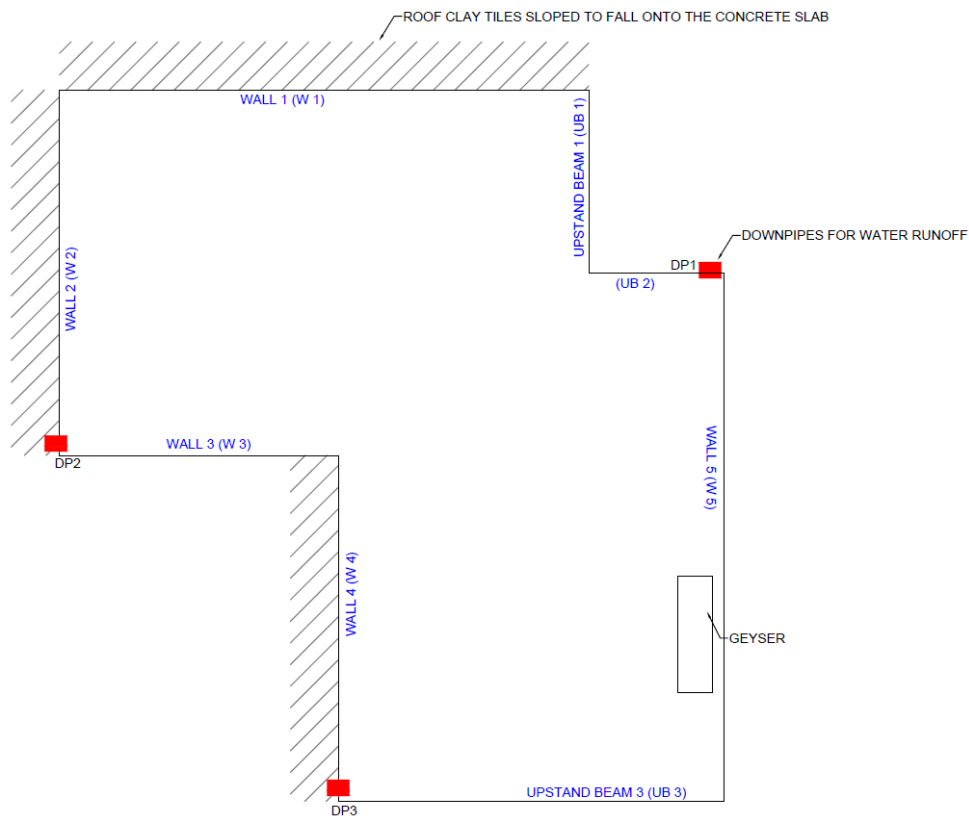 ROOF CLAY TILES SLOPED TO FALL ONTO THE CONCRETE SLAB
WALL 1 (W 1)
UPSTAND BEAM 1 (UB 1)
DOWNPIPES FOR WATER RUNOFF
DP1
(UB 2)
WALL 2 (W 2)
WALL 3 (W 3)
DP2
WALL 5 (W 5)
WALL 4 (W 4)
GEYSER
UPSTAND BEAM 3 (UB 3)
DP3